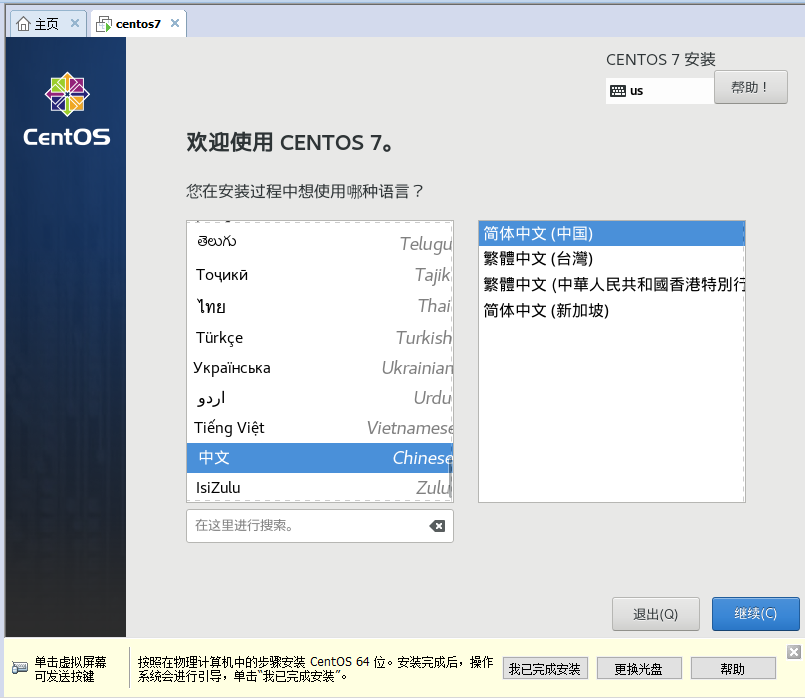 主页
centos7
CentOS
CENTOS 7 安装
us
帮助！
欢迎使用 CENTOS 7。
您在安装过程中想使用哪种语言？
తెలుగు Telugu
Тоҷикӣ Tajik
ไทย Thai
Türkçe Turkish
Українська Ukrainian
اردو Urdu
Tiếng Việt Vietnamese
中文 Chinese
IsiZulu Zulu
简体中文 (中国)
繁體中文 (台灣)
繁體中文 (中華人民共和國香港特別行
简体中文 (新加坡)
在这里进行搜索。
退出(Q)
继续(C)
单击虚拟屏幕
可发送按键
按照在物理计算机中的步骤安装 CentOS 64 位。安装完成后，操作
系统会进行引导，单击“我已完成安装”。
我已完成安装
更换光盘
帮助